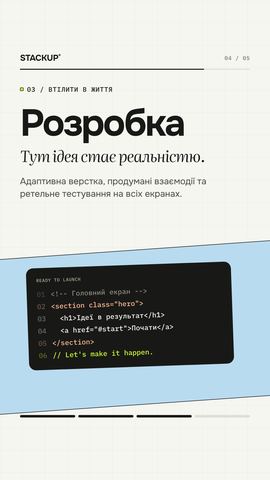 STACKUP°
04 / 05
03 / ВТІЛИТИ В ЖИТТЯ
Розробка
Тут ідея стає реальністю.
Адаптивна верстка, продумані взаємодії та
ретельне тестування на всіх екранах.
READY TO LAUNCH
01 <!-- Головний екран -->
02 <section class="hero">
03 <h1>Ідеї в результат</h1>
04 <a href="#start">Почати</a>
05 </section>
06 // Let's make it happen.